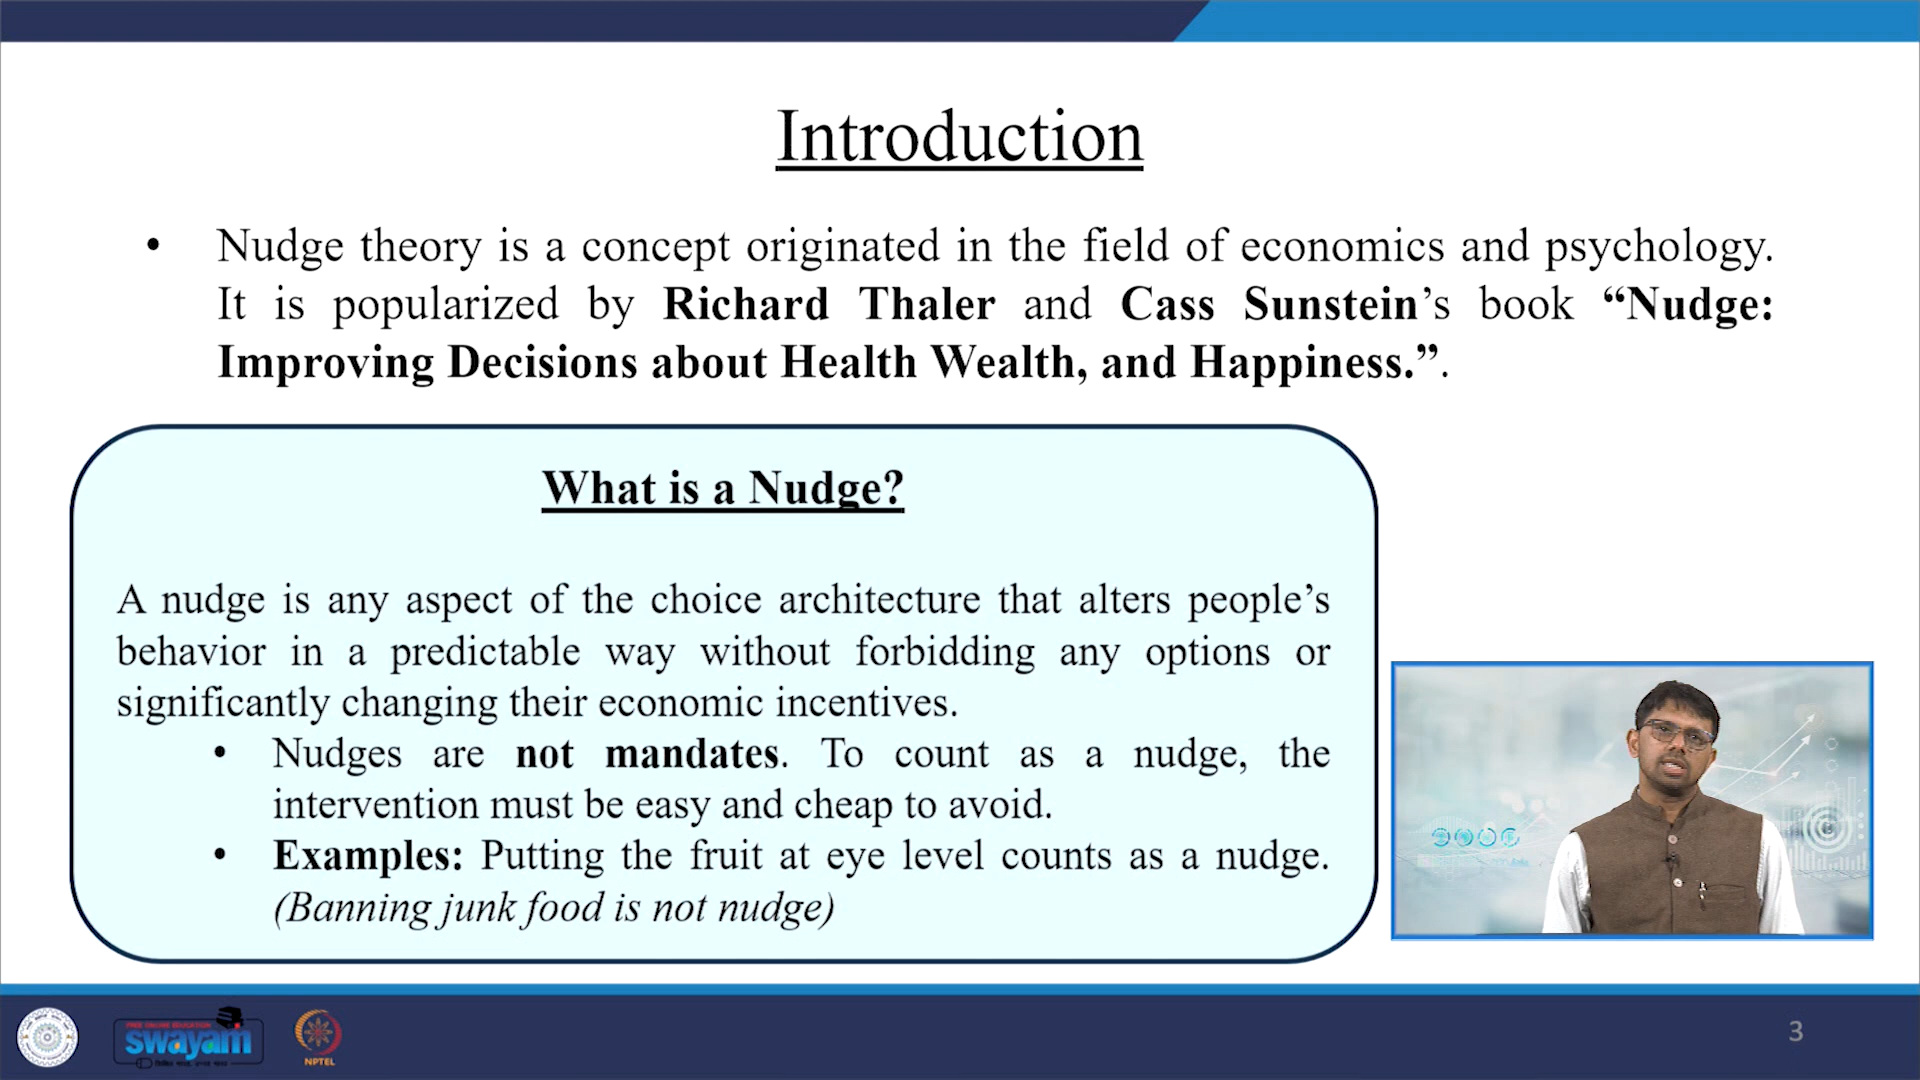 Introduction
• Nudge theory is a concept originated in the field of economics and psychology.
It is popularized by Richard Thaler and Cass Sunstein’s book “Nudge:
Improving Decisions about Health Wealth, and Happiness.”.
What is a Nudge?
A nudge is any aspect of the choice architecture that alters people’s
behavior in a predictable way without forbidding any options or
significantly changing their economic incentives.
• Nudges are not mandates. To count as a nudge, the
intervention must be easy and cheap to avoid.
• Examples: Putting the fruit at eye level counts as a nudge.
(Banning junk food is not nudge)
FREE ONLINE EDUCATION
swayam
NPTEL
3